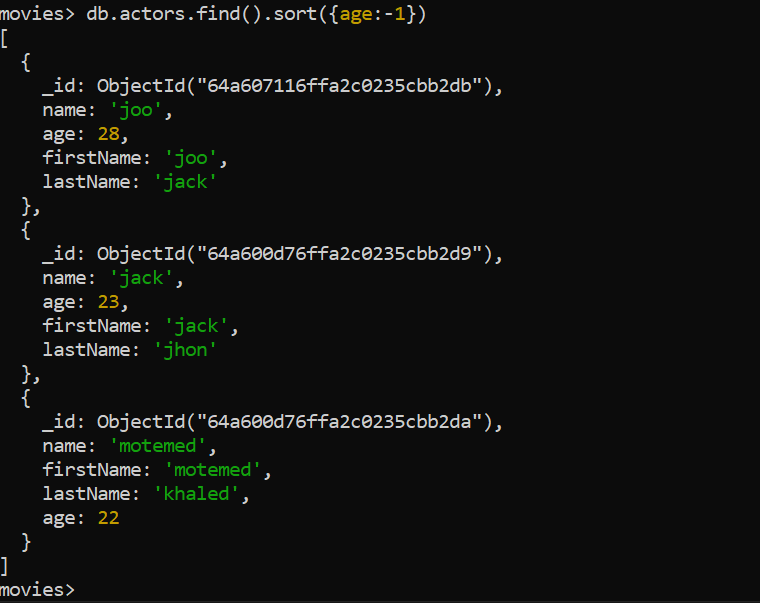 movies> db.actors.find().sort({age:-1})
[
  {
    _id: ObjectId("64a607116ffa2c0235cbb2db"),
    name: 'joo',
    age: 28,
    firstName: 'joo',
    lastName: 'jack'
  },
  {
    _id: ObjectId("64a600d76ffa2c0235cbb2d9"),
    name: 'jack',
    age: 23,
    firstName: 'jack',
    lastName: 'jhon'
  },
  {
    _id: ObjectId("64a600d76ffa2c0235cbb2da"),
    name: 'motemed',
    firstName: 'motemed',
    lastName: 'khaled',
    age: 22
  }
]
movies>